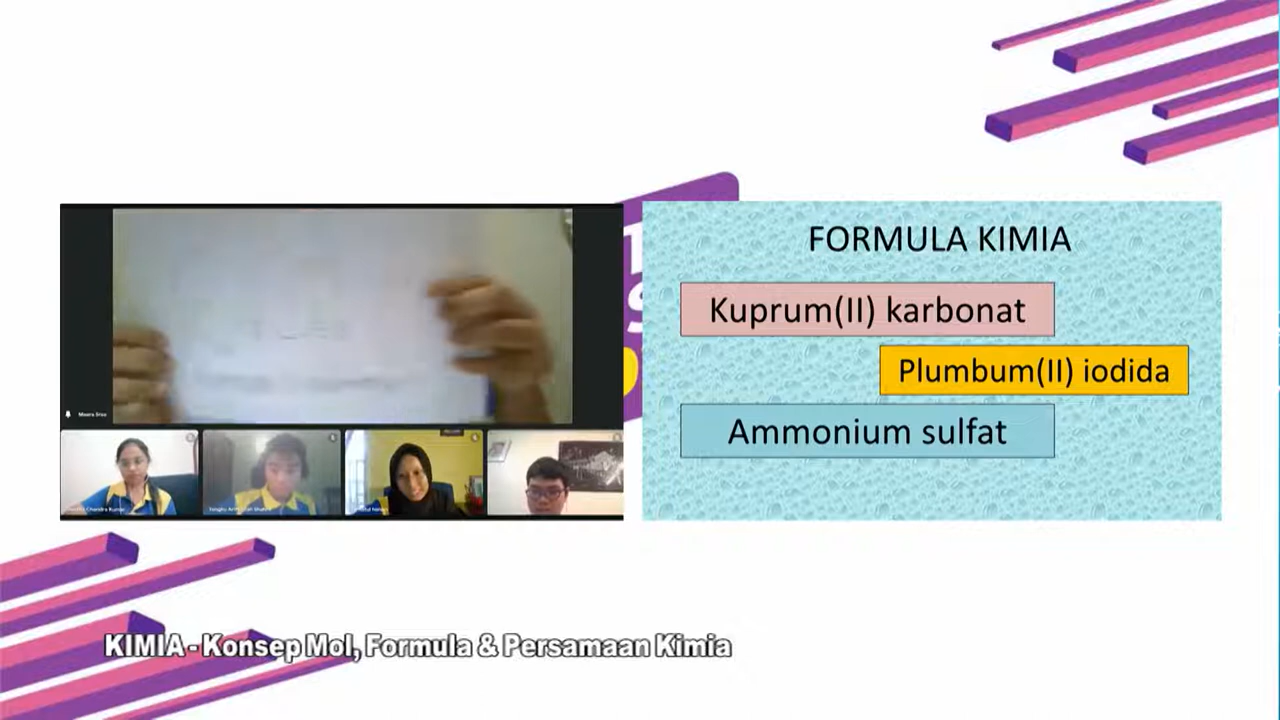 FORMULA KIMIA
Kuprum(II) karbonat
Plumbum(II) iodida
Ammonium sulfat
KIMIA - Konsep Mol, Formula & Persamaan Kimia